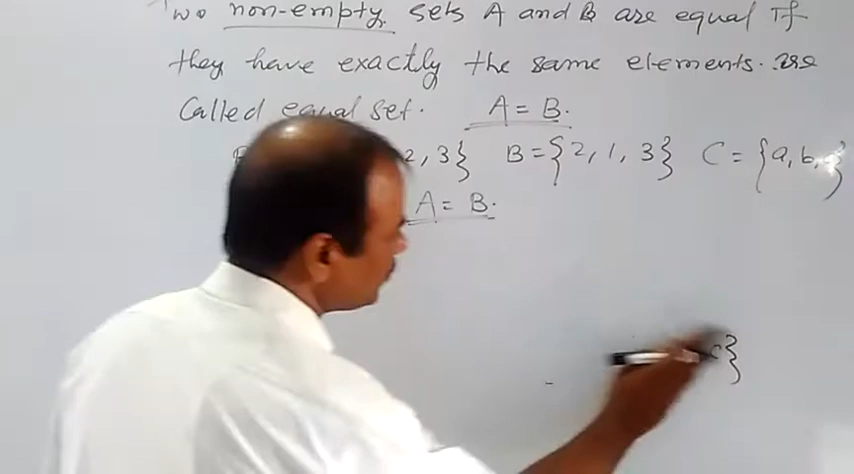 Two non-empty sets A and B are equal if
they have exactly the same elements. are
Called equal set. A = B.
2, 3} B = {2, 1, 3} C = {a, b,
A = B.
c}